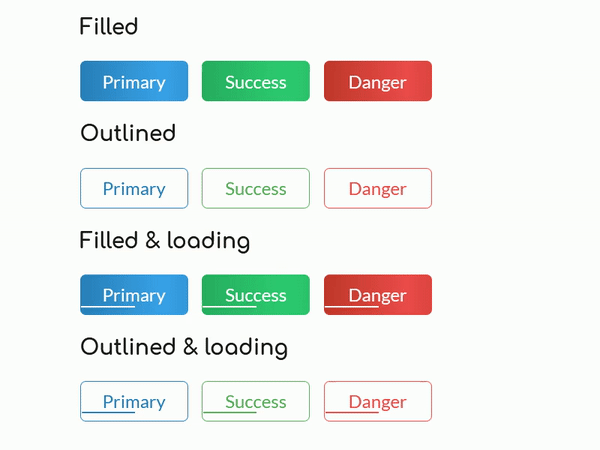 Filled
Primary Success Danger
Outlined
Primary Success Danger
Filled & loading
Primary Success Danger
Outlined & loading
Primary Success Danger